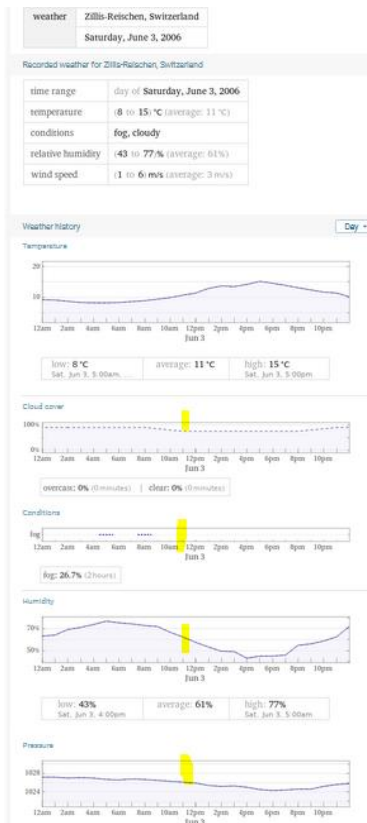 weather Zillis-Reischen, Switzerland
Saturday, June 3, 2006
Recorded weather for Zillis-Reischen, Switzerland
time range day of Saturday, June 3, 2006
temperature (8 to 15) °C (average: 11 °C)
conditions fog, cloudy
relative humidity (43 to 77)% (average: 61%)
wind speed (1 to 6) m/s (average: 3 m/s)
Weather history Day
Temperature
20
10
12am 2am 4am 6am 8am 10am 12pm 2pm 4pm 6pm 8pm 10pm
Jun 3
low: 8 °C average: 11 °C high: 15 °C
Sat, Jun 3, 5:00am, ... Sat, Jun 3, 5:00pm
Cloud cover
100%
0%
12am 2am 4am 6am 8am 10am 12pm 2pm 4pm 6pm 8pm 10pm
Jun 3
overcast: 0% (0 minutes) | clear: 0% (0 minutes)
Conditions
fog
12am 2am 4am 6am 8am 10am 12pm 2pm 4pm 6pm 8pm 10pm
Jun 3
fog: 26.7% (2 hours)
Humidity
70%
50%
12am 2am 4am 6am 8am 10am 12pm 2pm 4pm 6pm 8pm 10pm
Jun 3
low: 43% average: 61% high: 77%
Sat, Jun 3, 4:00pm Sat, Jun 3, 5:00am
Pressure
1028
1024
12am 2am 4am 6am 8am 10am 12pm 2pm 4pm 6pm 8pm 10pm
Jun 3